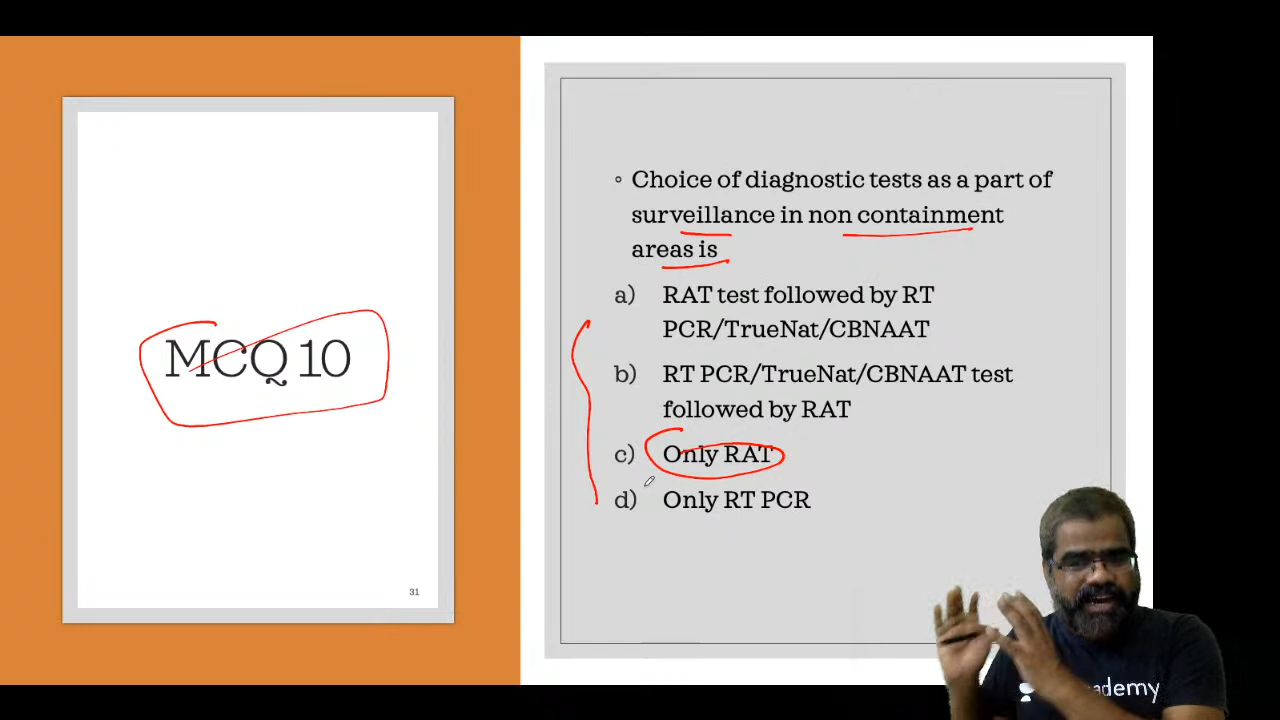 MCQ 10
31
◦ Choice of diagnostic tests as a part of
surveillance in non containment
areas is
a) RAT test followed by RT
PCR/TrueNat/CBNAAT
b) RT PCR/TrueNat/CBNAAT test
followed by RAT
c) Only RAT
d) Only RT PCR